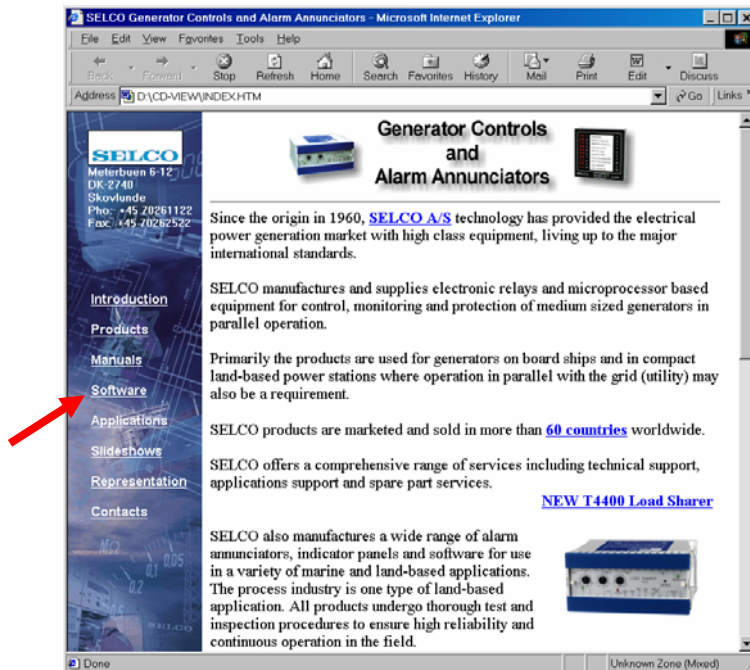 SELCO Generator Controls and Alarm Annunciators - Microsoft Internet Explorer
File Edit View Favorites Tools Help
Back Forward Stop Refresh Home Search Favorites History Mail Print Edit Discuss
Address D:\CD-VIEW\INDEX.HTM Go Links
SELCO
Meterbuen 6-12
DK-2740
Skovlunde
Pho: +45 70261122
Fax: +45 70262522
Introduction
Products
Manuals
Software
Applications
Slideshows
Representation
Contacts
Generator Controls
and
Alarm Annunciators
Since the origin in 1960, SELCO A/S technology has provided the electrical
power generation market with high class equipment, living up to the major
international standards.
SELCO manufactures and supplies electronic relays and microprocessor based
equipment for control, monitoring and protection of medium sized generators in
parallel operation.
Primarily the products are used for generators on board ships and in compact
land-based power stations where operation in parallel with the grid (utility) may
also be a requirement.
SELCO products are marketed and sold in more than 60 countries worldwide.
SELCO offers a comprehensive range of services including technical support,
applications support and spare part services.
NEW T4400 Load Sharer
SELCO also manufactures a wide range of alarm
annunciators, indicator panels and software for use
in a variety of marine and land-based applications.
The process industry is one type of land-based
application. All products undergo thorough test and
inspection procedures to ensure high reliability and
continuous operation in the field.
Done
Unknown Zone (Mixed)